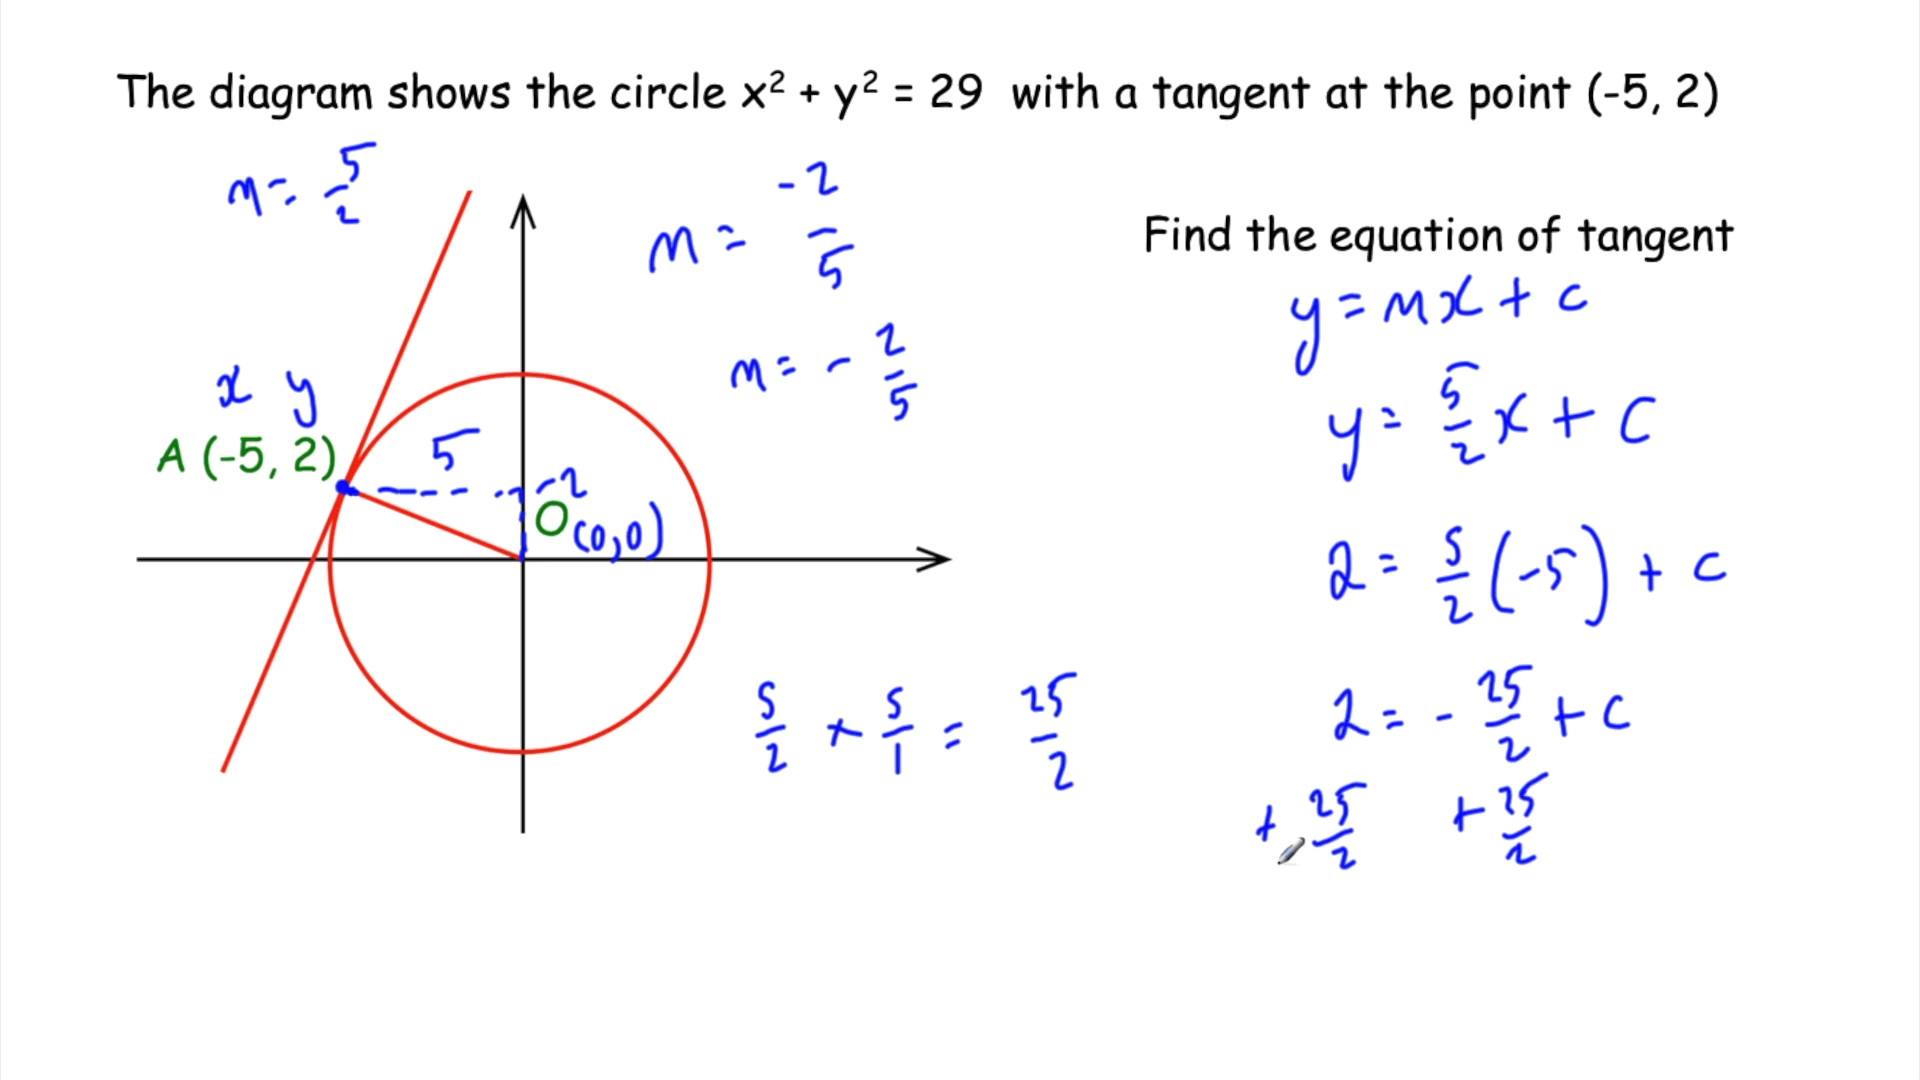 The diagram shows the circle x² + y² = 29 with a tangent at the point (-5, 2)
m = 5/2
m = -2/5
Find the equation of tangent
y = mx + c
m = - 2/5
x y
y = 5/2 x + C
A (-5, 2)
5
-2
O (0,0)
2 = 5/2 (-5) + c
5/2 × 5/1 = 25/2
2 = - 25/2 + c
+ 25/2 + 25/2